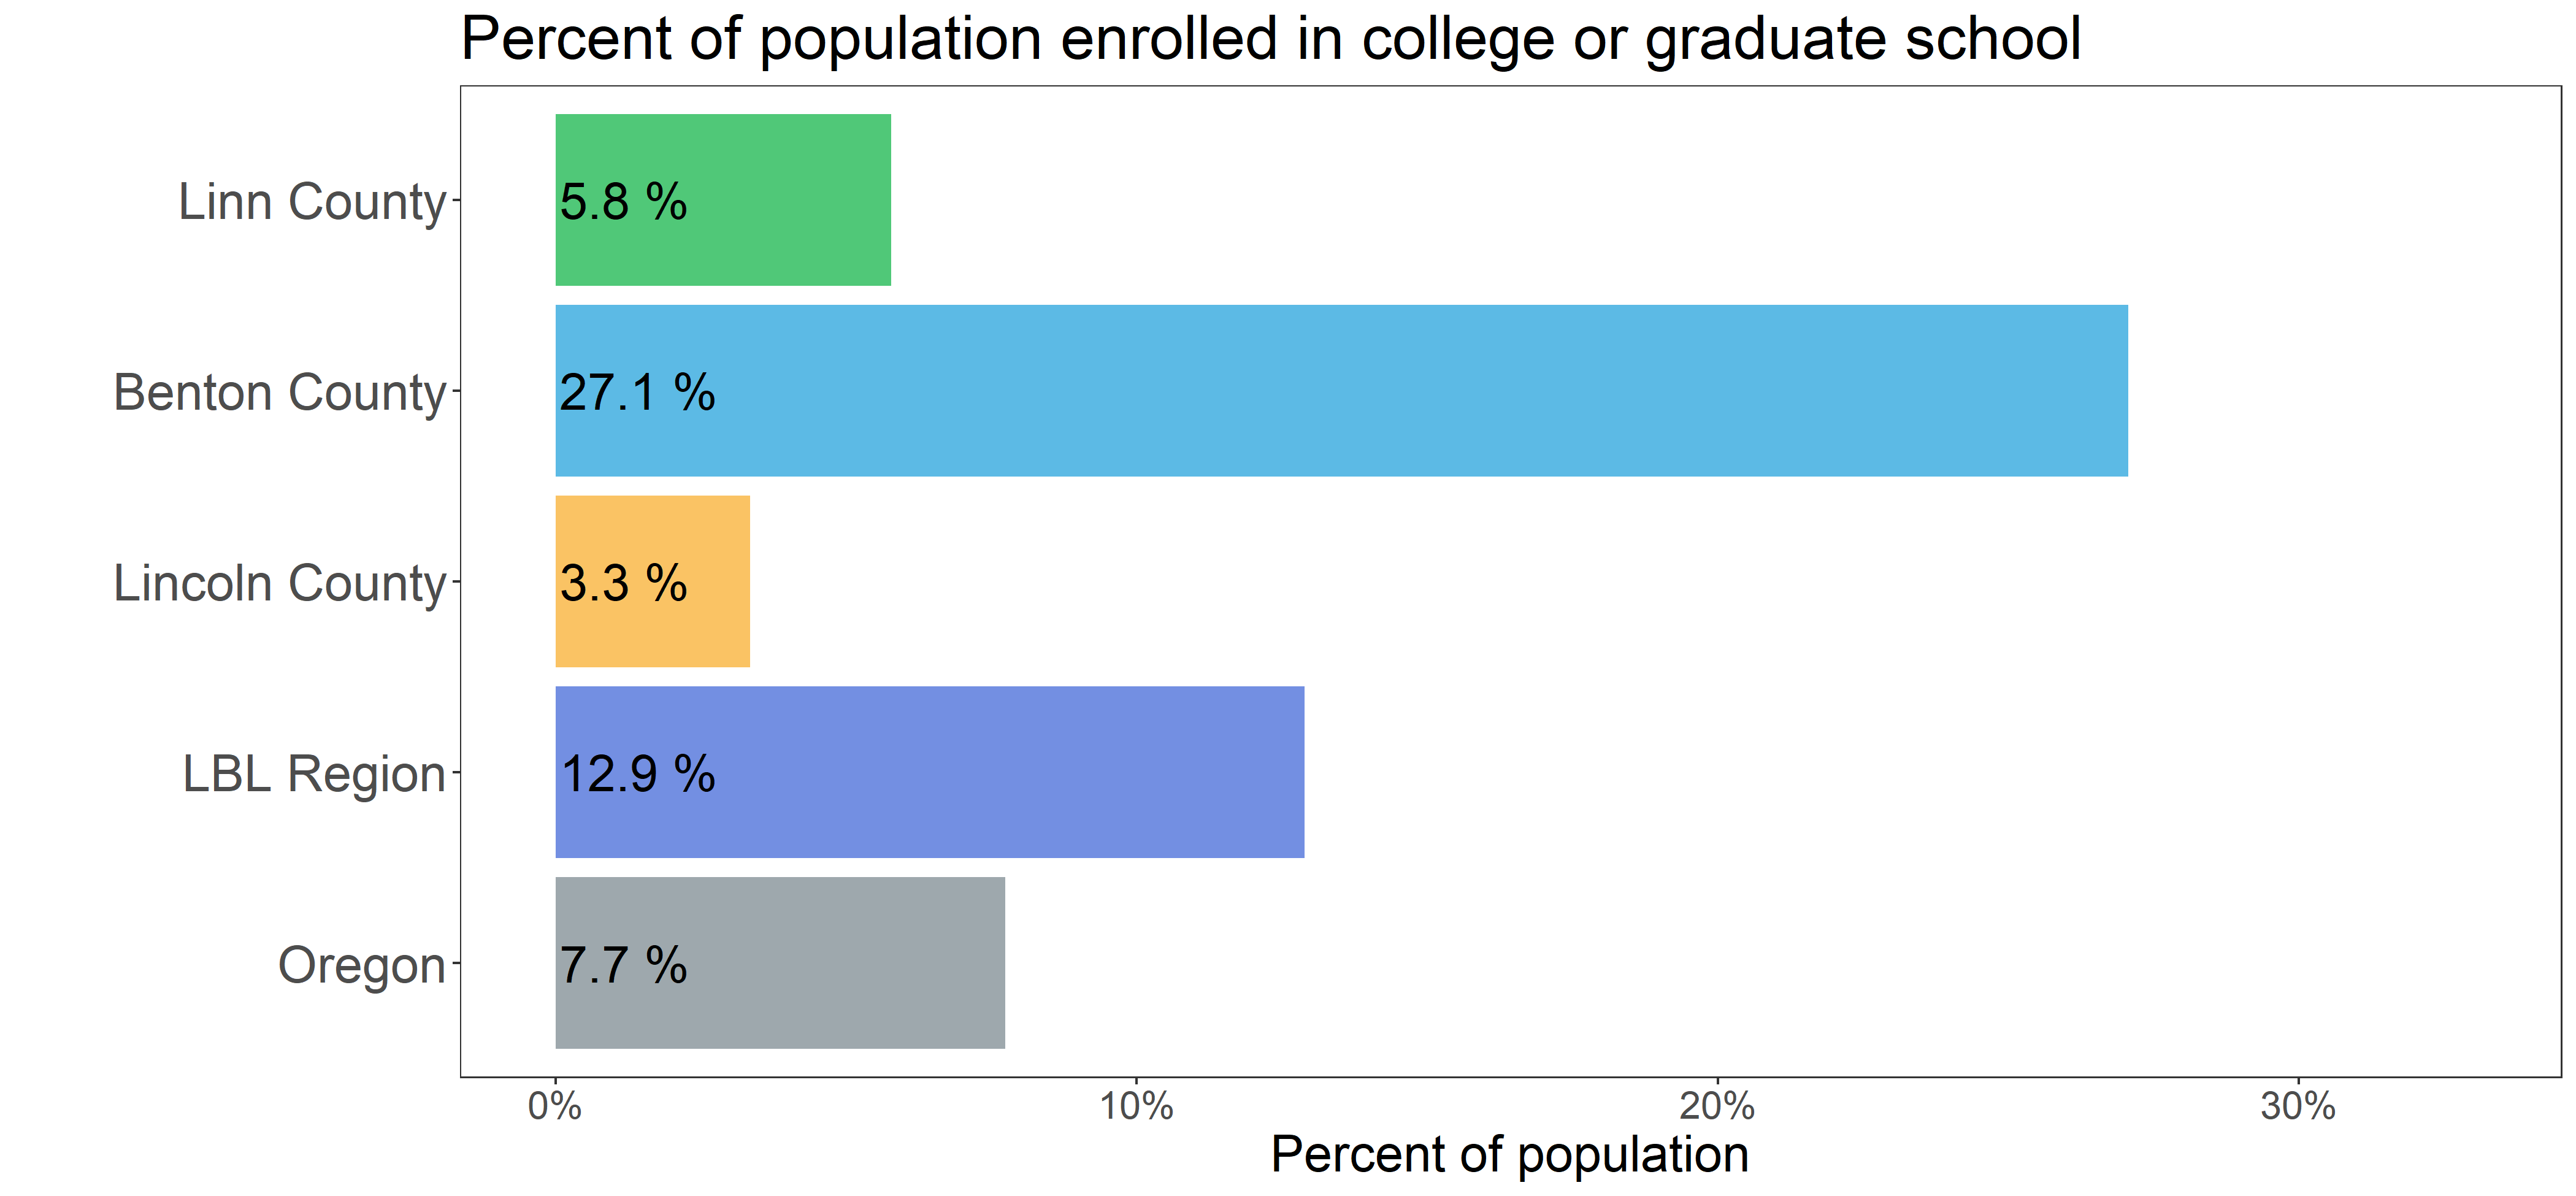 Percent of population enrolled in college or graduate school
Linn County
5.8 %
Benton County
27.1 %
Lincoln County
3.3 %
LBL Region
12.9 %
Oregon
7.7 %
0%
10%
20%
30%
Percent of population